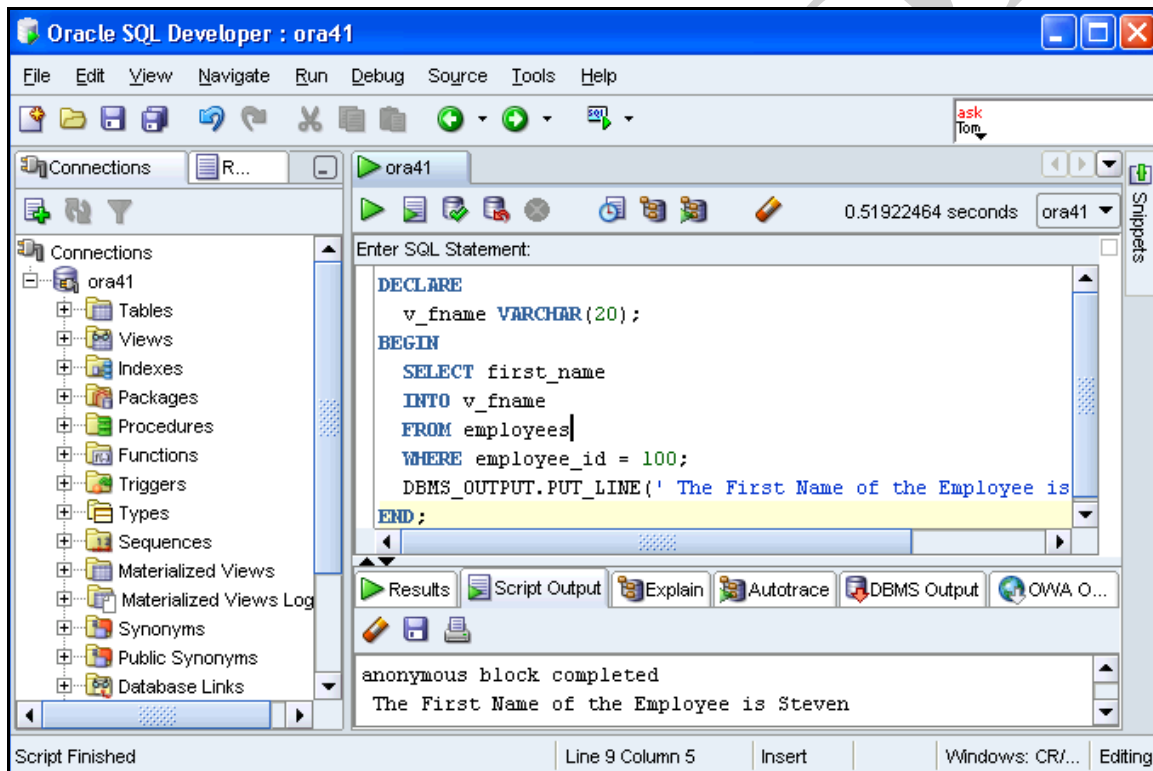 Oracle SQL Developer : ora41
File Edit View Navigate Run Debug Source Tools Help
SQL
ask
Tom
Connections
R...
ora41
0.51922464 seconds
ora41
Snippets
Connections
ora41
Tables
Views
Indexes
Packages
Procedures
Functions
Triggers
Types
Sequences
Materialized Views
Materialized Views Log
Synonyms
Public Synonyms
Database Links
Enter SQL Statement:
DECLARE
v_fname VARCHAR(20);
BEGIN
SELECT first_name
INTO v_fname
FROM employees
WHERE employee_id = 100;
DBMS_OUTPUT.PUT_LINE(' The First Name of the Employee is
END;
Results Script Output Explain Autotrace DBMS Output OWA O...
anonymous block completed
The First Name of the Employee is Steven
Script Finished Line 9 Column 5 Insert Windows: CR/... Editing